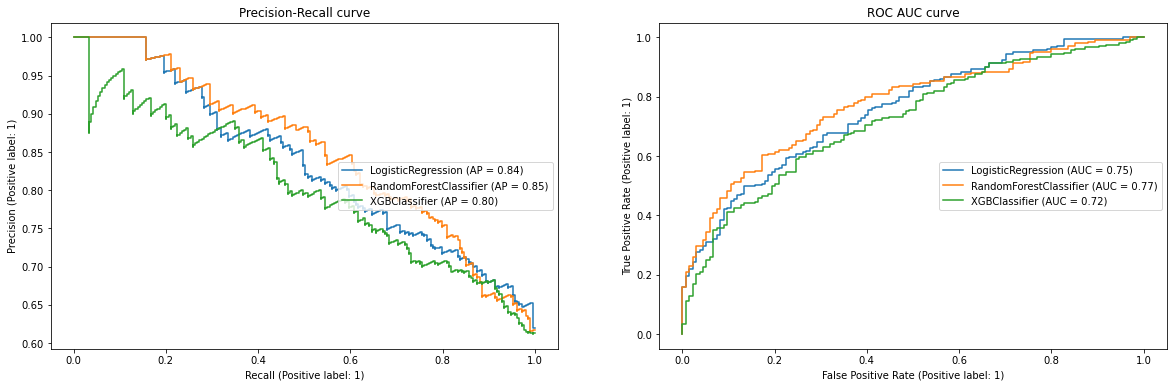 Precision-Recall curve
1.00
0.95
0.90
0.85
0.80
0.75
0.70
0.65
0.60
Precision (Positive label: 1)
LogisticRegression (AP = 0.84)
RandomForestClassifier (AP = 0.85)
XGBClassifier (AP = 0.80)
0.0 0.2 0.4 0.6 0.8 1.0
Recall (Positive label: 1)
ROC AUC curve
1.0
0.8
0.6
0.4
0.2
0.0
True Positive Rate (Positive label: 1)
LogisticRegression (AUC = 0.75)
RandomForestClassifier (AUC = 0.77)
XGBClassifier (AUC = 0.72)
0.0 0.2 0.4 0.6 0.8 1.0
False Positive Rate (Positive label: 1)